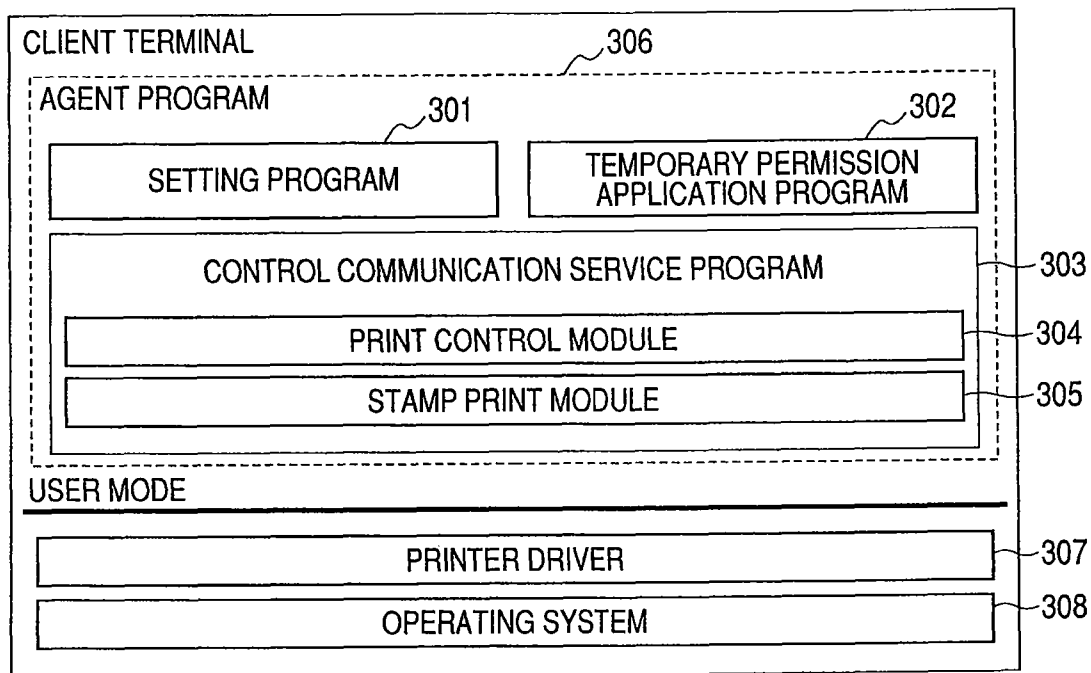 CLIENT TERMINAL
306
AGENT PROGRAM
301
302
SETTING PROGRAM
TEMPORARY PERMISSION
APPLICATION PROGRAM
CONTROL COMMUNICATION SERVICE PROGRAM
303
PRINT CONTROL MODULE
304
STAMP PRINT MODULE
305
USER MODE
PRINTER DRIVER
307
OPERATING SYSTEM
308